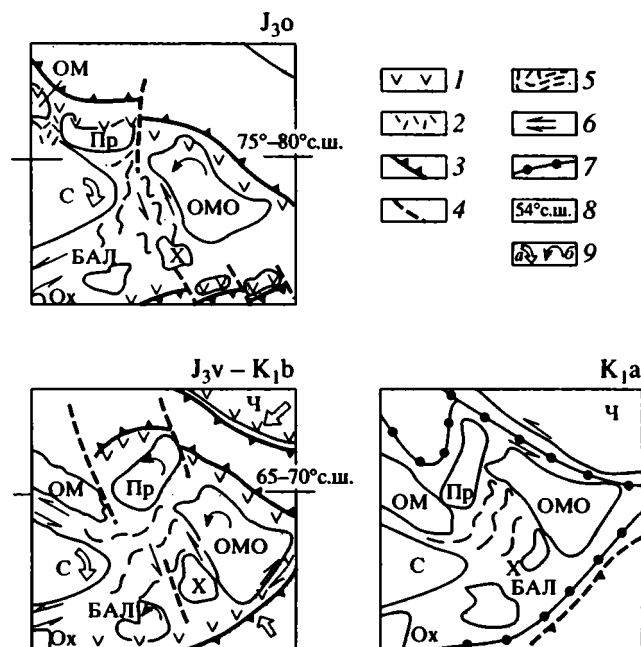 J₃o
ОМ
Пр
75°–80°с.ш.
С
ОМО
БАЛ
Х
Ох
1
2
3
4
5
6
7
54°с.ш. 8
а б 9
J₃v – K₁b
Ч
Пр
65–70°с.ш.
ОМ
ОМО
С
Х
БАЛ
Ох
K₁a
Ч
Пр
ОМ
ОМО
С
Х
БАЛ
Ох